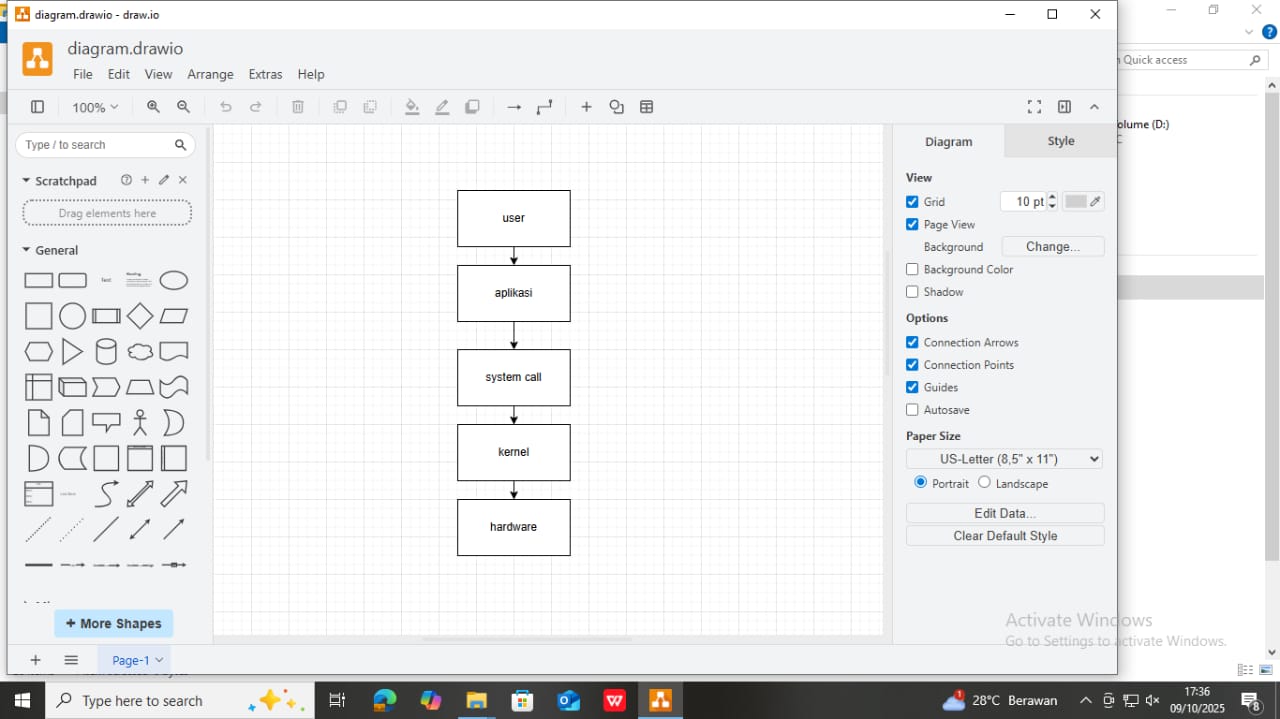 diagram.drawio - draw.io
diagram.drawio
File Edit View Arrange Extras Help
100%
Quick access
Type / to search
Scratchpad
Drag elements here
General
Text
Heading
+ More Shapes
Page-1
user
aplikasi
system call
kernel
hardware
Diagram Style
View
Grid 10 pt
Page View
Background Change...
Background Color
Shadow
Options
Connection Arrows
Connection Points
Guides
Autosave
Paper Size
US-Letter (8,5" x 11")
Portrait Landscape
Edit Data...
Clear Default Style
olume (D:)
Activate Windows
Go to Settings to activate Windows.
Type here to search
1
28°C Berawan
17:36
09/10/2025
8